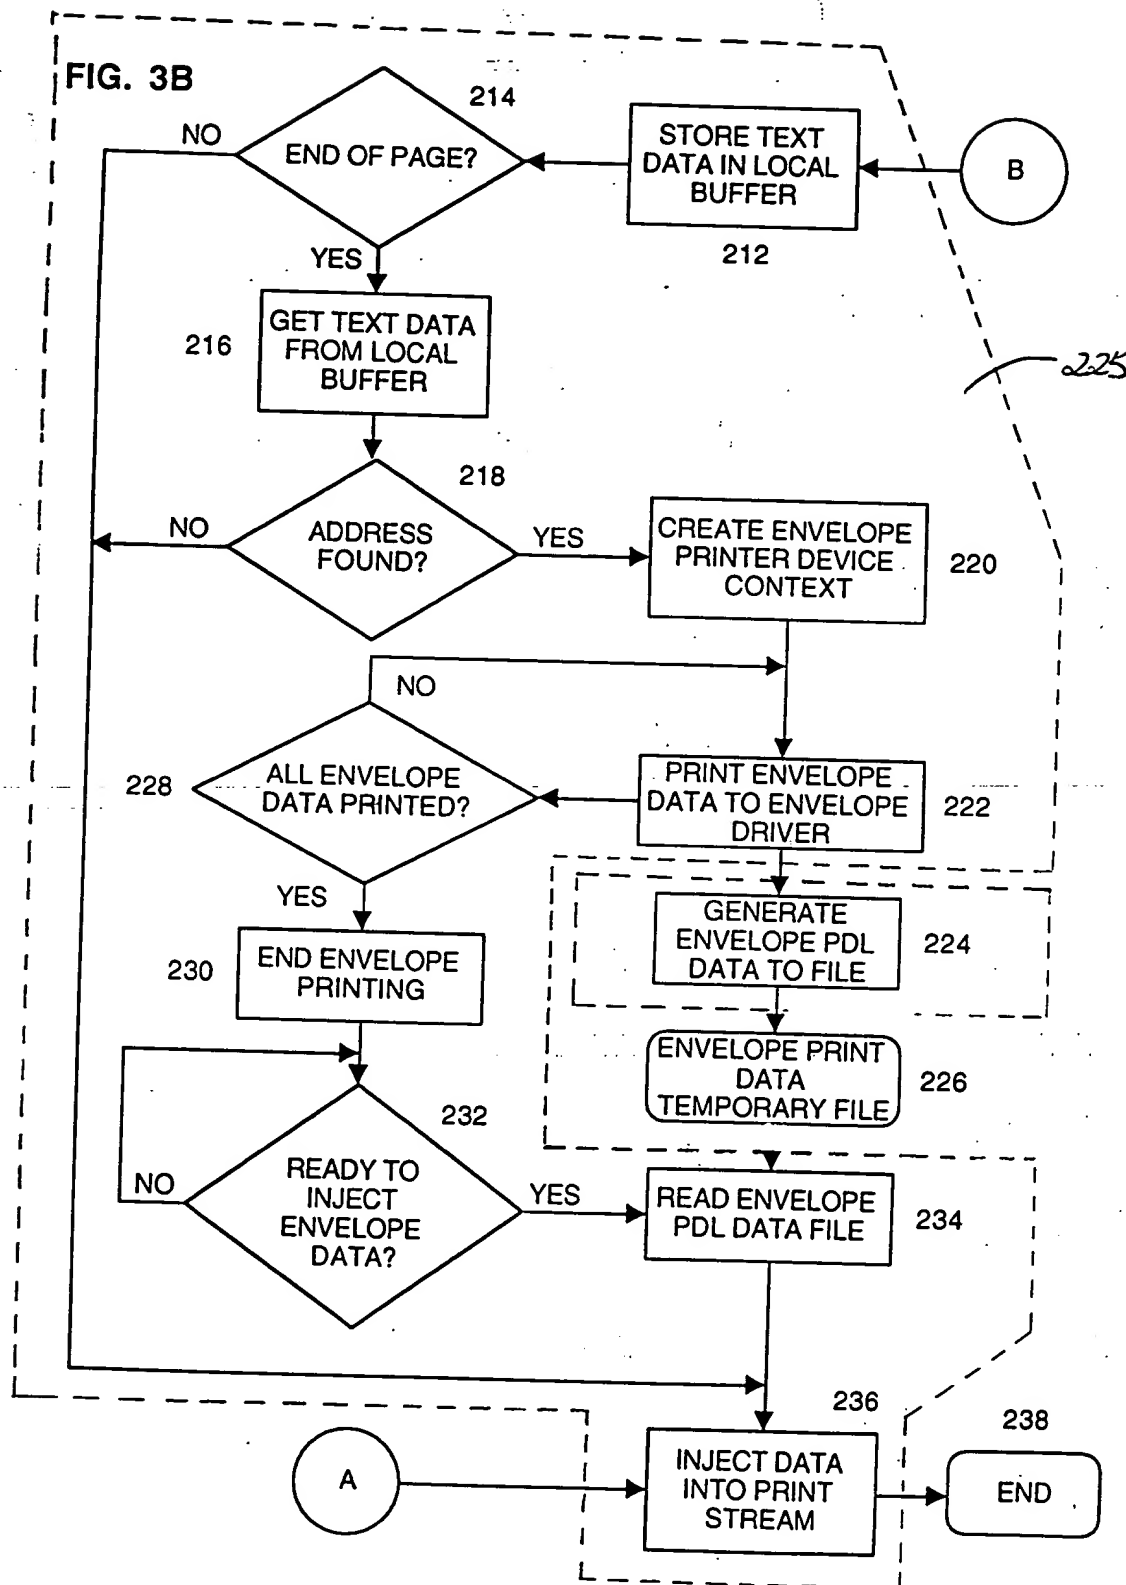 FIG. 3B
214
NO
END OF PAGE?
STORE TEXT
DATA IN LOCAL
BUFFER
B
212
YES
216
GET TEXT DATA
FROM LOCAL
BUFFER
225
218
NO
ADDRESS
FOUND?
YES
CREATE ENVELOPE
PRINTER DEVICE
CONTEXT
220
NO
228
ALL ENVELOPE
DATA PRINTED?
PRINT ENVELOPE
DATA TO ENVELOPE
DRIVER
222
YES
GENERATE
ENVELOPE PDL
DATA TO FILE
224
230
END ENVELOPE
PRINTING
ENVELOPE PRINT
DATA
TEMPORARY FILE
226
232
NO
READY TO
INJECT
ENVELOPE
DATA?
YES
READ ENVELOPE
PDL DATA FILE
234
236
238
A
INJECT DATA
INTO PRINT
STREAM
END